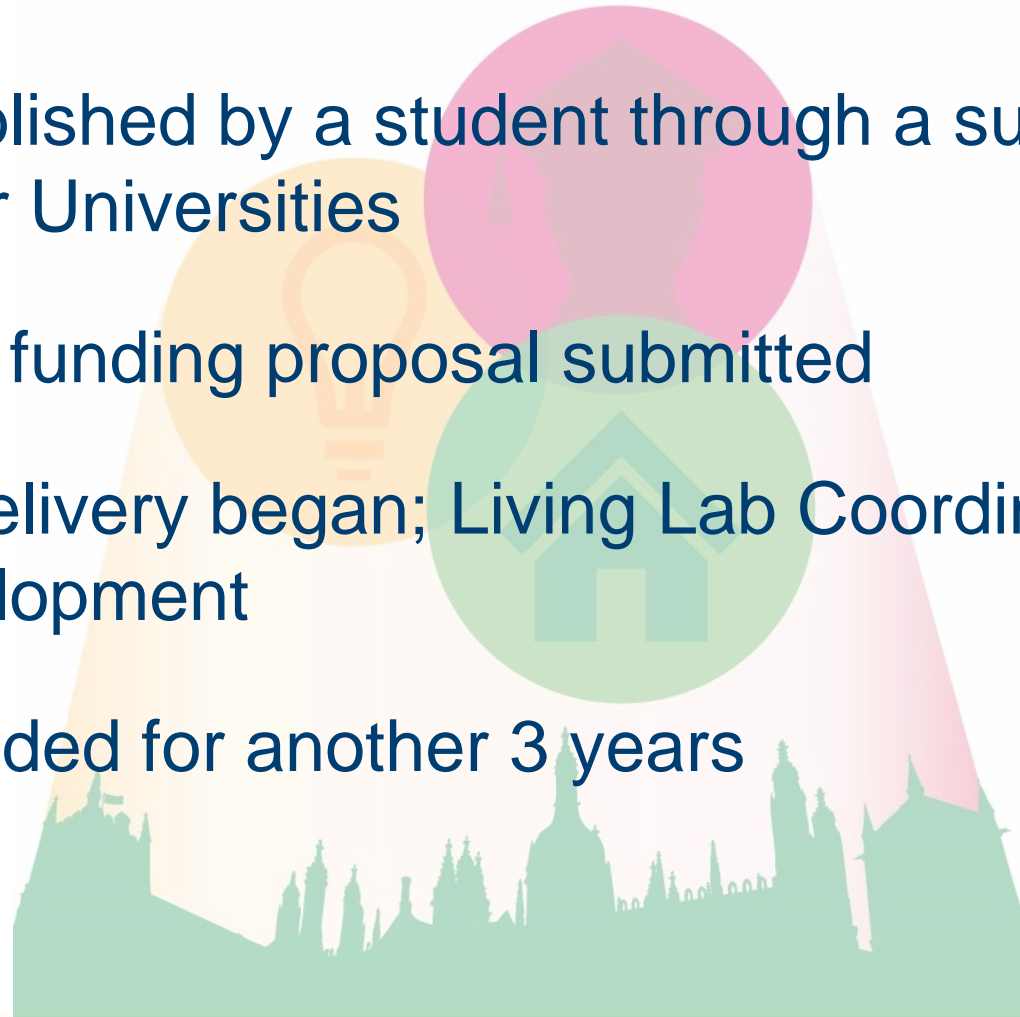 blished by a student through a su
r Universities
funding proposal submitted
elivery began; Living Lab Coordin
lopment
ded for another 3 years